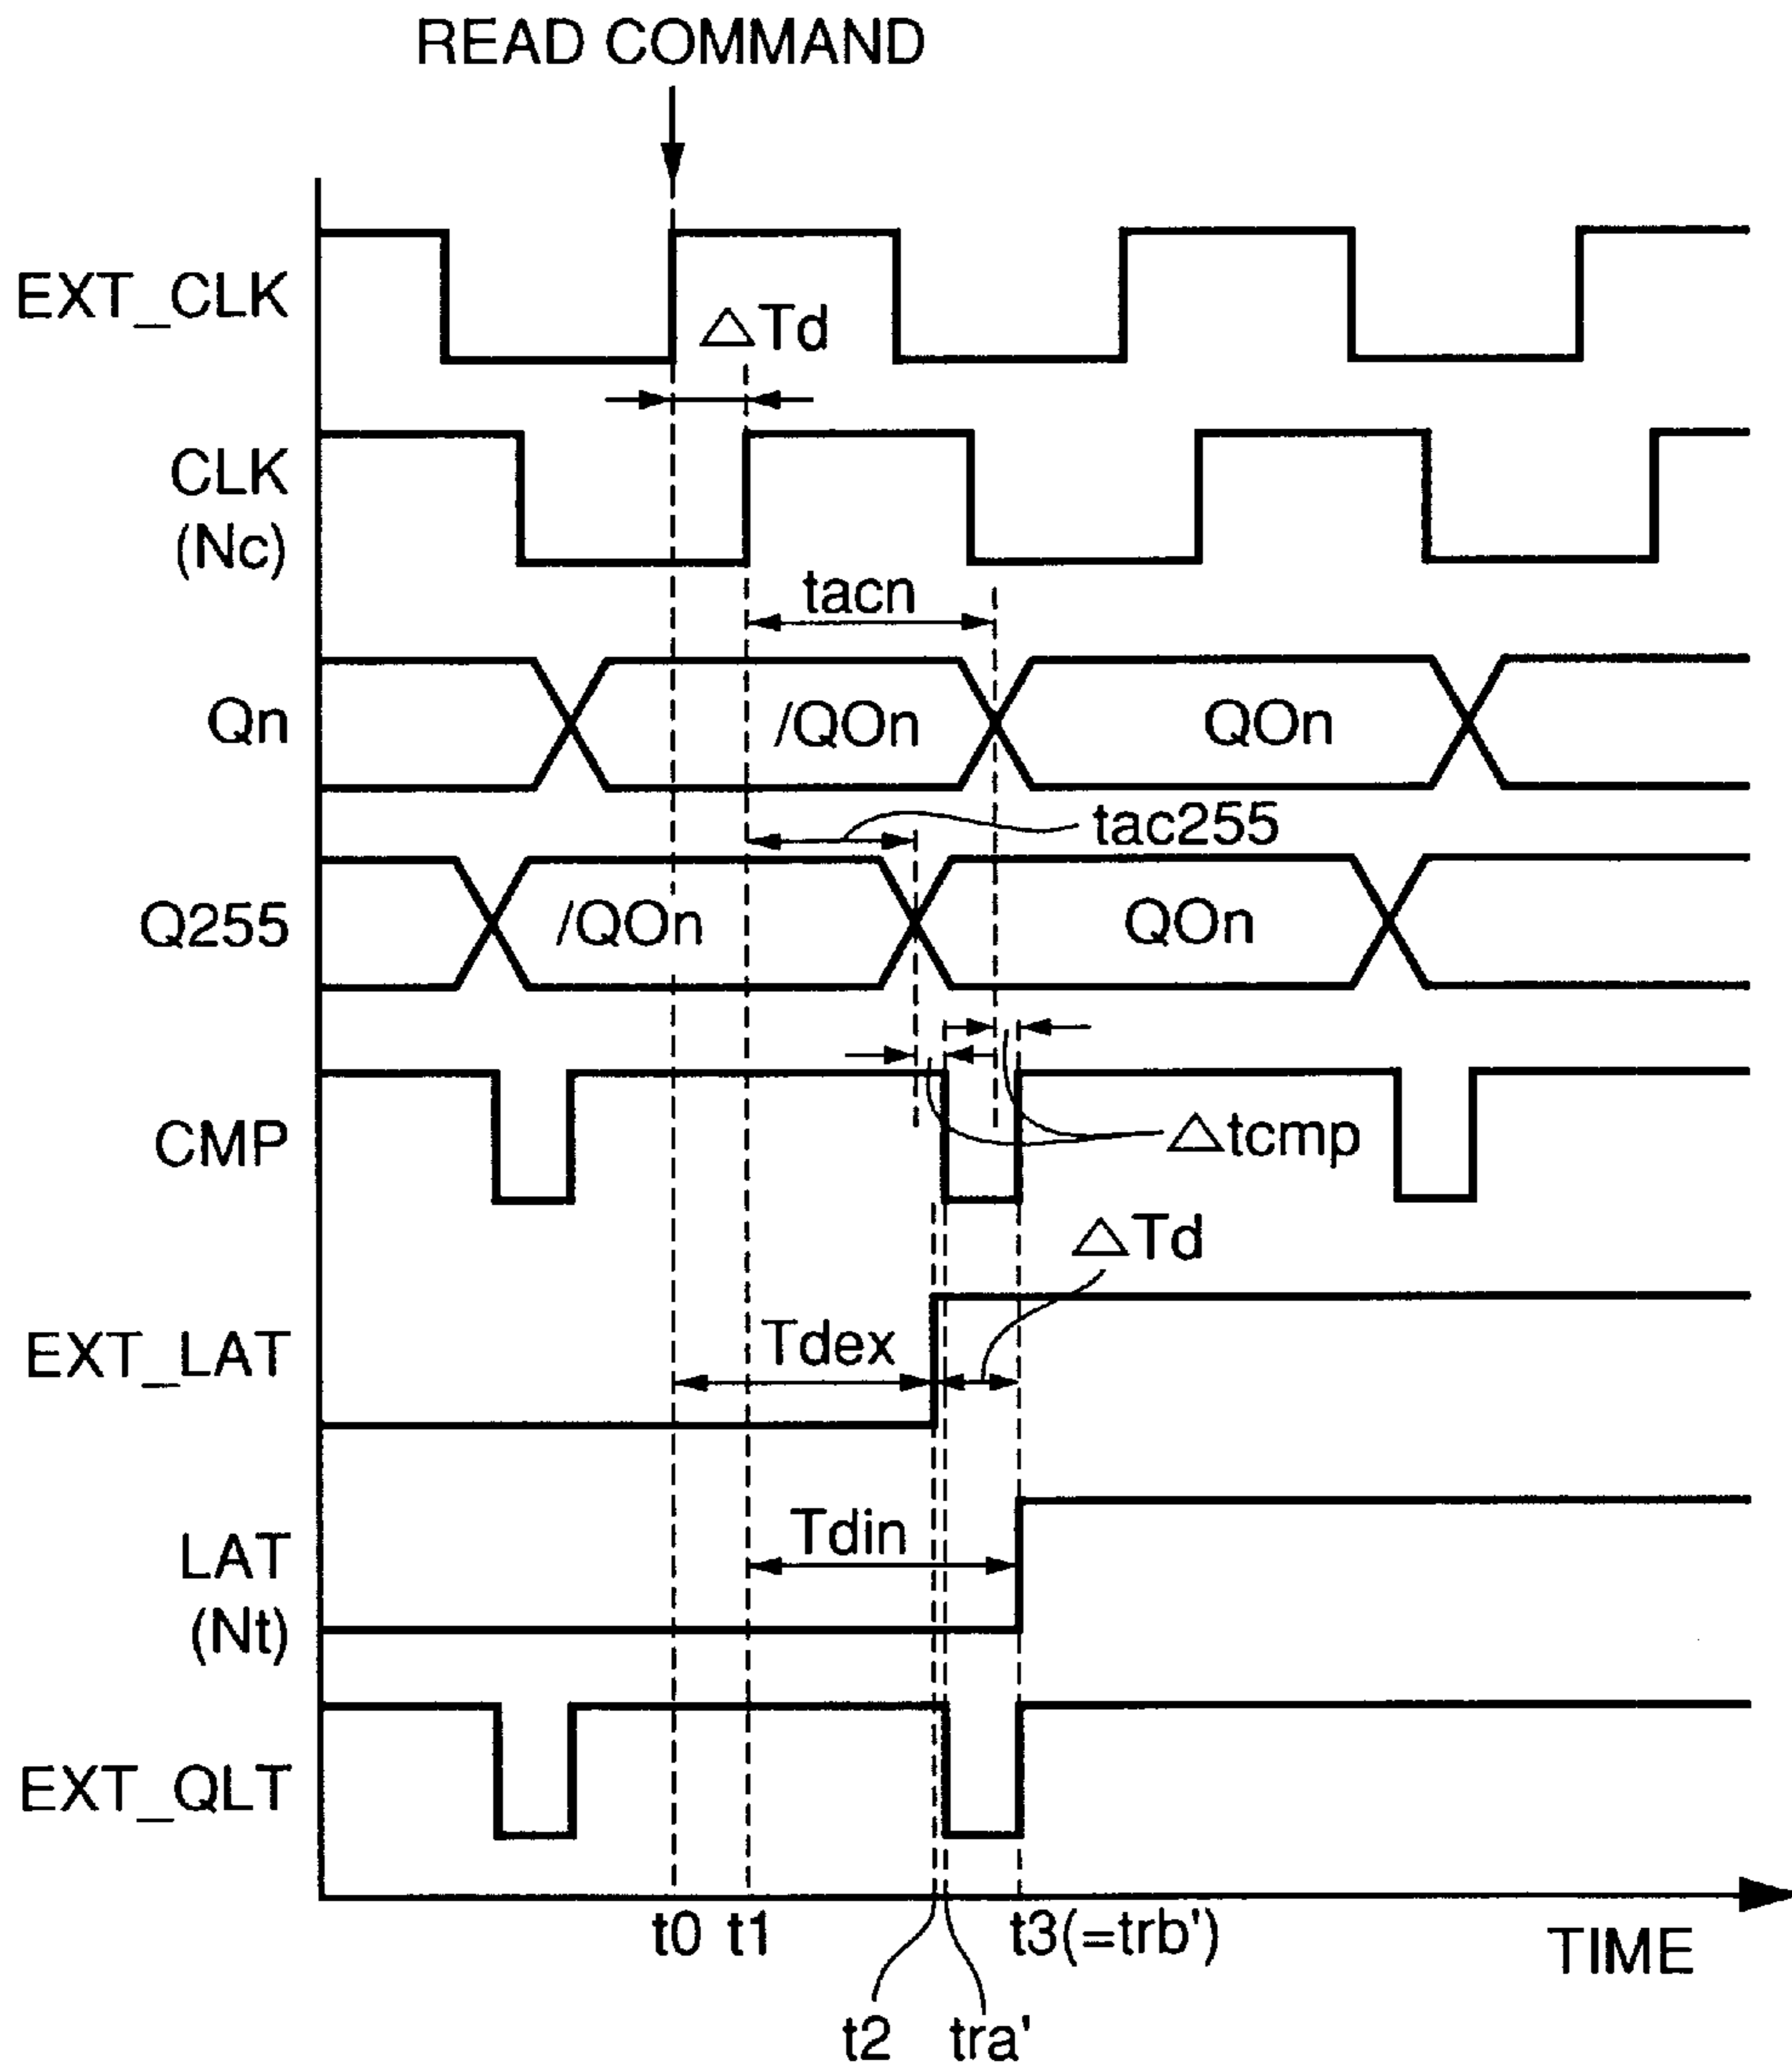 READ COMMAND
EXT_CLK
△Td
CLK
(Nc)
tacn
Qn
/QOn
QOn
tac255
Q255
/QOn
QOn
CMP
△tcmp
△Td
EXT_LAT
Tdex
LAT
(Nt)
Tdin
EXT_QLT
t0
t1
t3(=trb')
TIME
t2
tra'